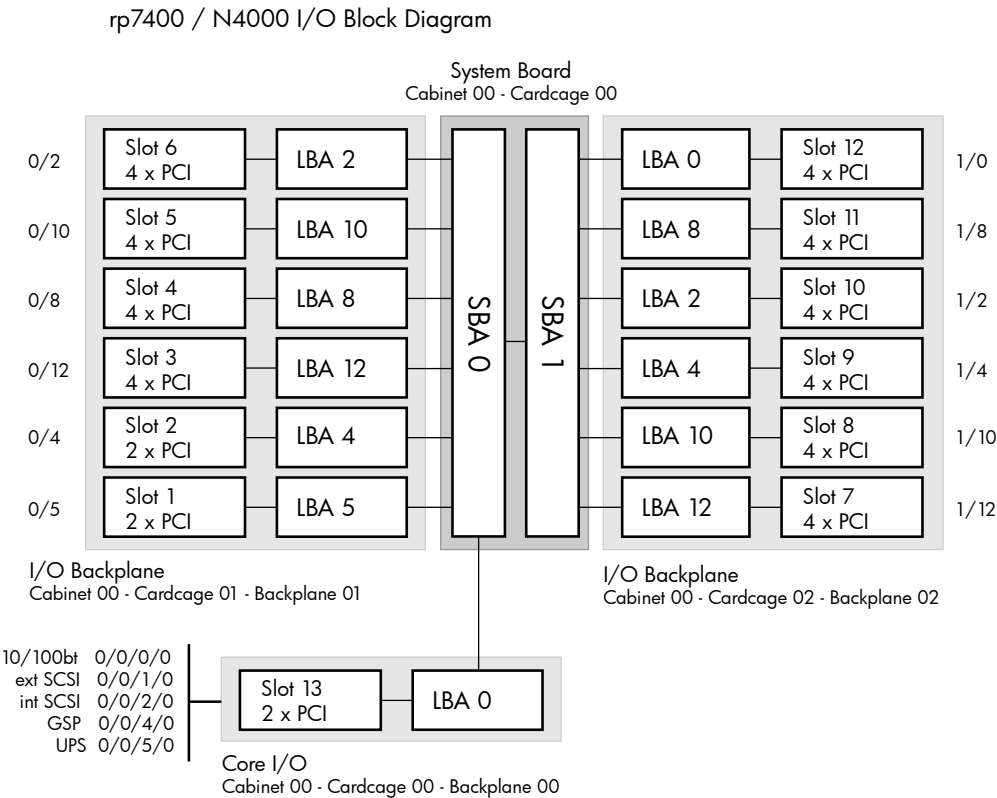 rp7400 / N4000 I/O Block Diagram
System Board
Cabinet 00 - Cardcage 00
0/2
Slot 6
4 x PCI
LBA 2
0/10
Slot 5
4 x PCI
LBA 10
0/8
Slot 4
4 x PCI
LBA 8
0/12
Slot 3
4 x PCI
LBA 12
0/4
Slot 2
2 x PCI
LBA 4
0/5
Slot 1
2 x PCI
LBA 5
SBA 0
SBA 1
LBA 0
Slot 12
4 x PCI
1/0
LBA 8
Slot 11
4 x PCI
1/8
LBA 2
Slot 10
4 x PCI
1/2
LBA 4
Slot 9
4 x PCI
1/4
LBA 10
Slot 8
4 x PCI
1/10
LBA 12
Slot 7
4 x PCI
1/12
I/O Backplane
Cabinet 00 - Cardcage 01 - Backplane 01
I/O Backplane
Cabinet 00 - Cardcage 02 - Backplane 02
10/100bt 0/0/0/0
ext SCSI 0/0/1/0
int SCSI 0/0/2/0
GSP 0/0/4/0
UPS 0/0/5/0
Slot 13
2 x PCI
LBA 0
Core I/O
Cabinet 00 - Cardcage 00 - Backplane 00